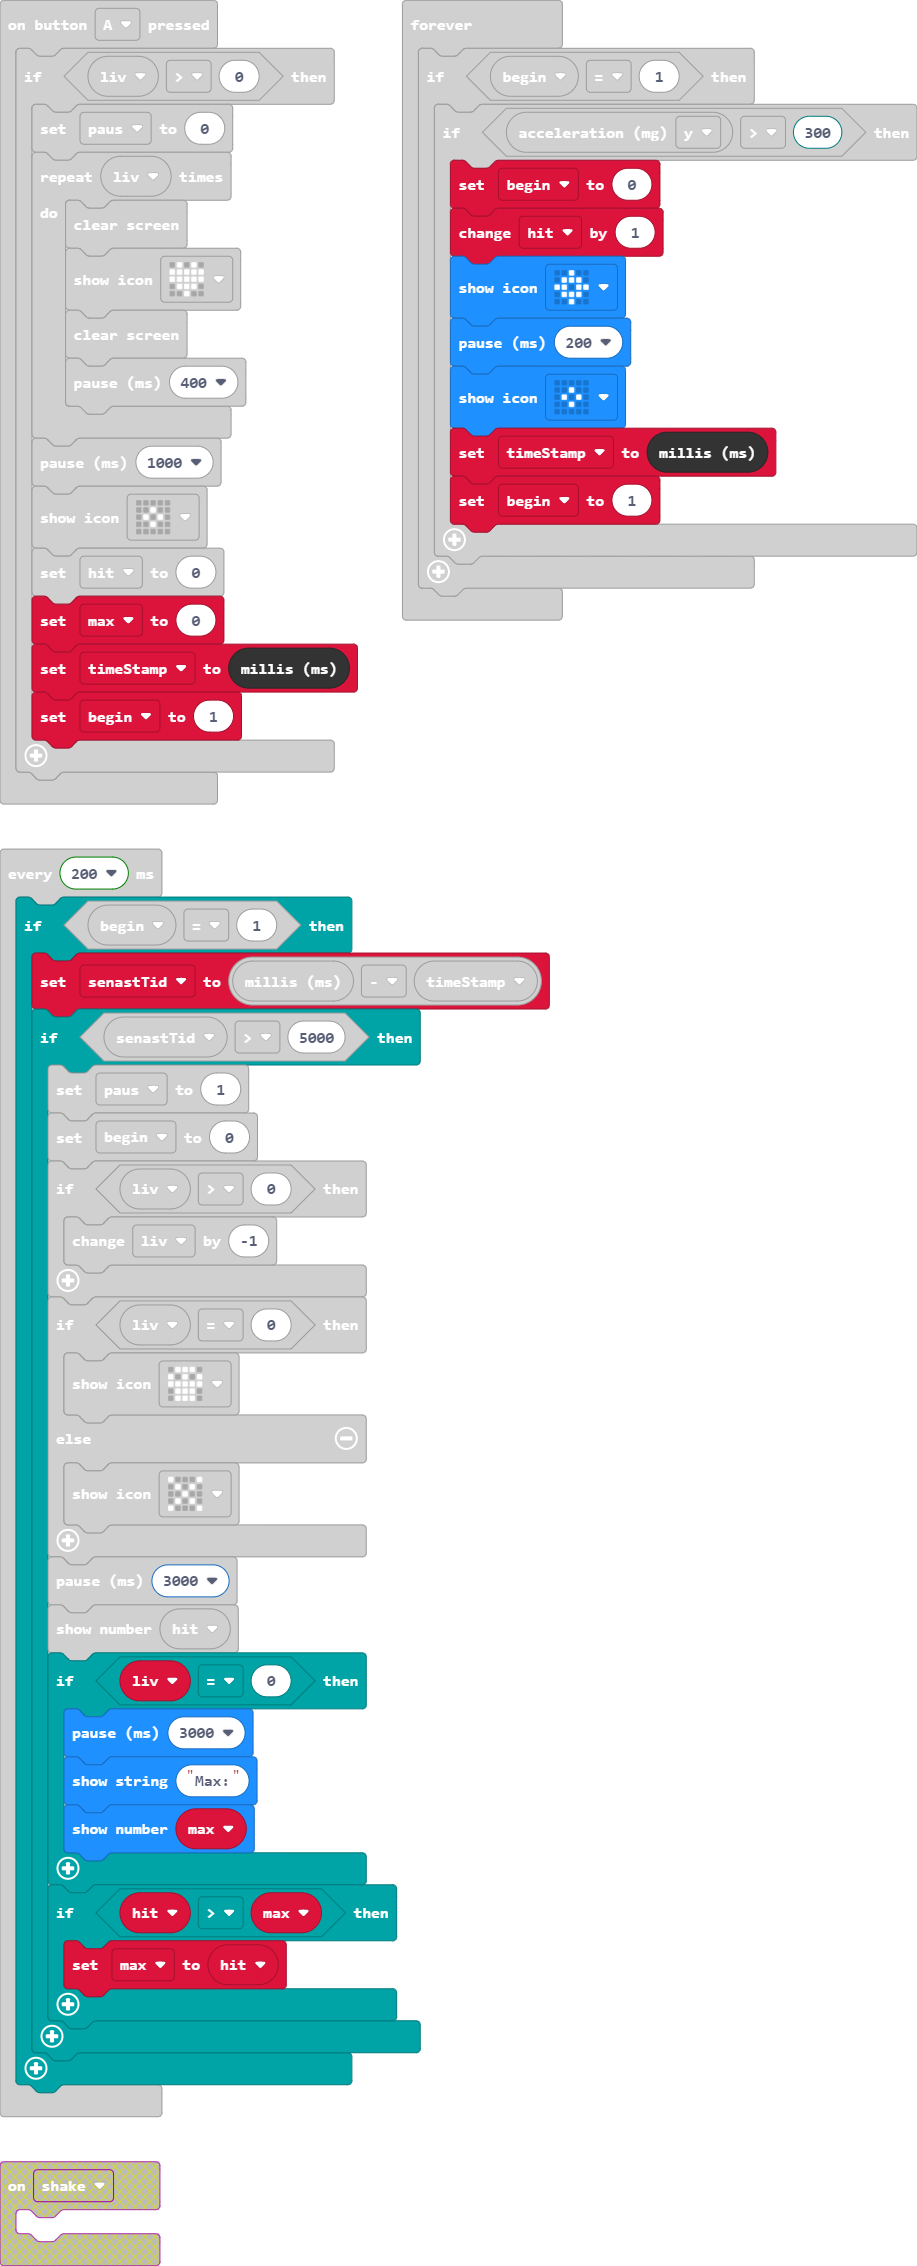 on button A pressed
if liv > 0 then
set paus to 0
repeat liv times
do
clear screen
show icon
clear screen
pause (ms) 400
pause (ms) 1000
show icon
set hit to 0
set max to 0
set timeStamp to millis (ms)
set begin to 1
forever
if begin = 1 then
if acceleration (mg) y > 300 then
set begin to 0
change hit by 1
show icon
pause (ms) 200
show icon
set timeStamp to millis (ms)
set begin to 1
every 200 ms
if begin = 1 then
set senastTid to millis (ms) - timeStamp
if senastTid > 5000 then
set paus to 1
set begin to 0
if liv > 0 then
change liv by -1
if liv = 0 then
show icon
else
show icon
pause (ms) 3000
show number hit
if liv = 0 then
pause (ms) 3000
show string "Max:"
show number max
if hit > max then
set max to hit
on shake